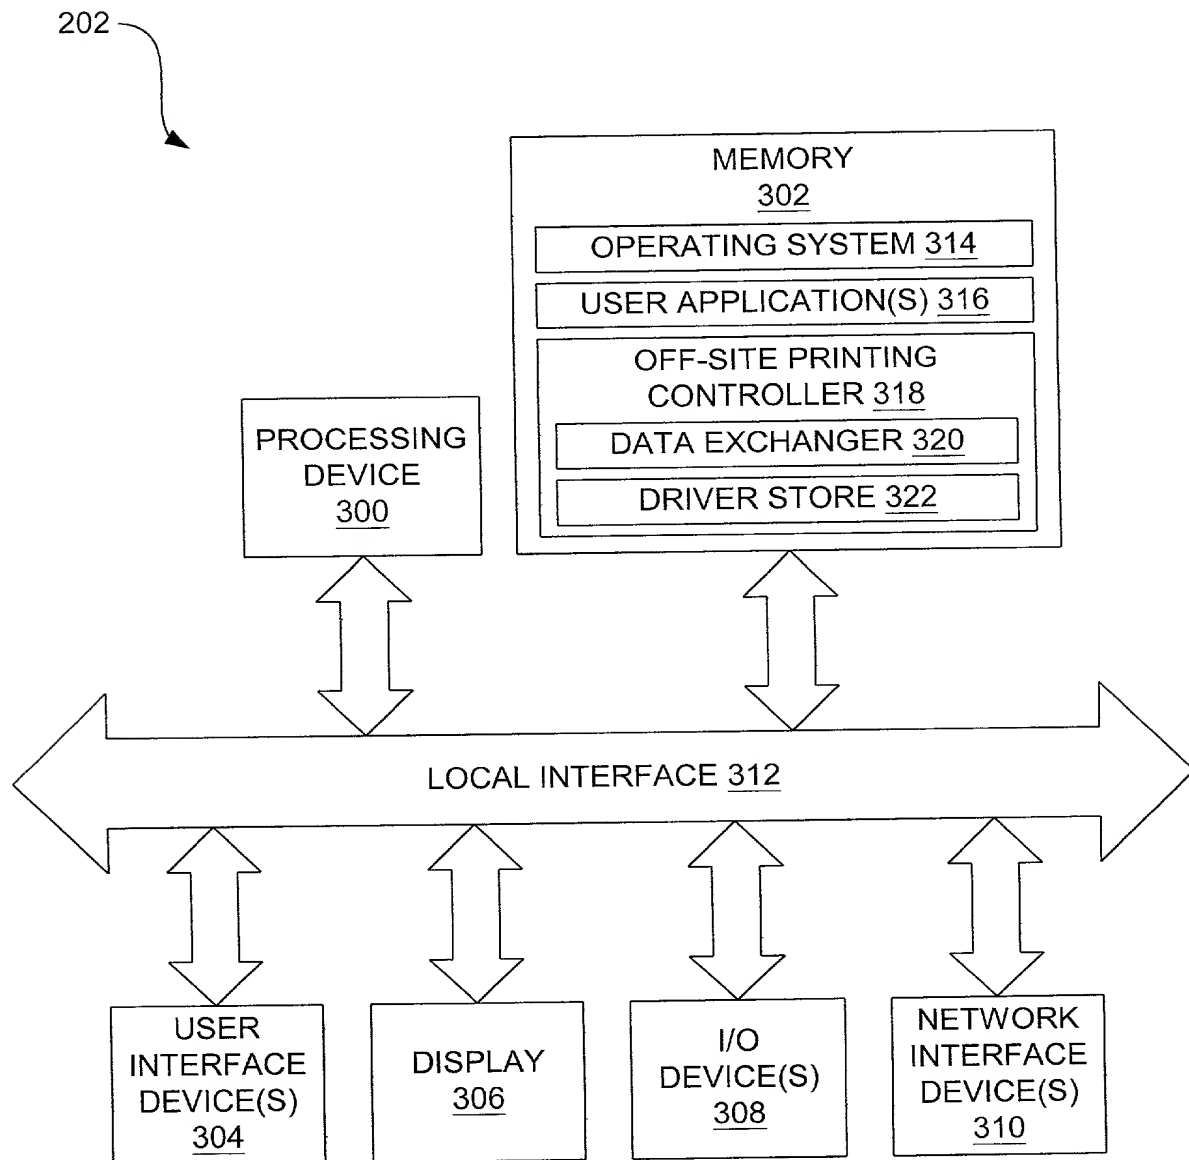 202
MEMORY
302
OPERATING SYSTEM 314
USER APPLICATION(S) 316
OFF-SITE PRINTING
CONTROLLER 318
DATA EXCHANGER 320
DRIVER STORE 322
PROCESSING
DEVICE
300
LOCAL INTERFACE 312
USER
INTERFACE
DEVICE(S)
304
DISPLAY
306
I/O
DEVICE(S)
308
NETWORK
INTERFACE
DEVICE(S)
310